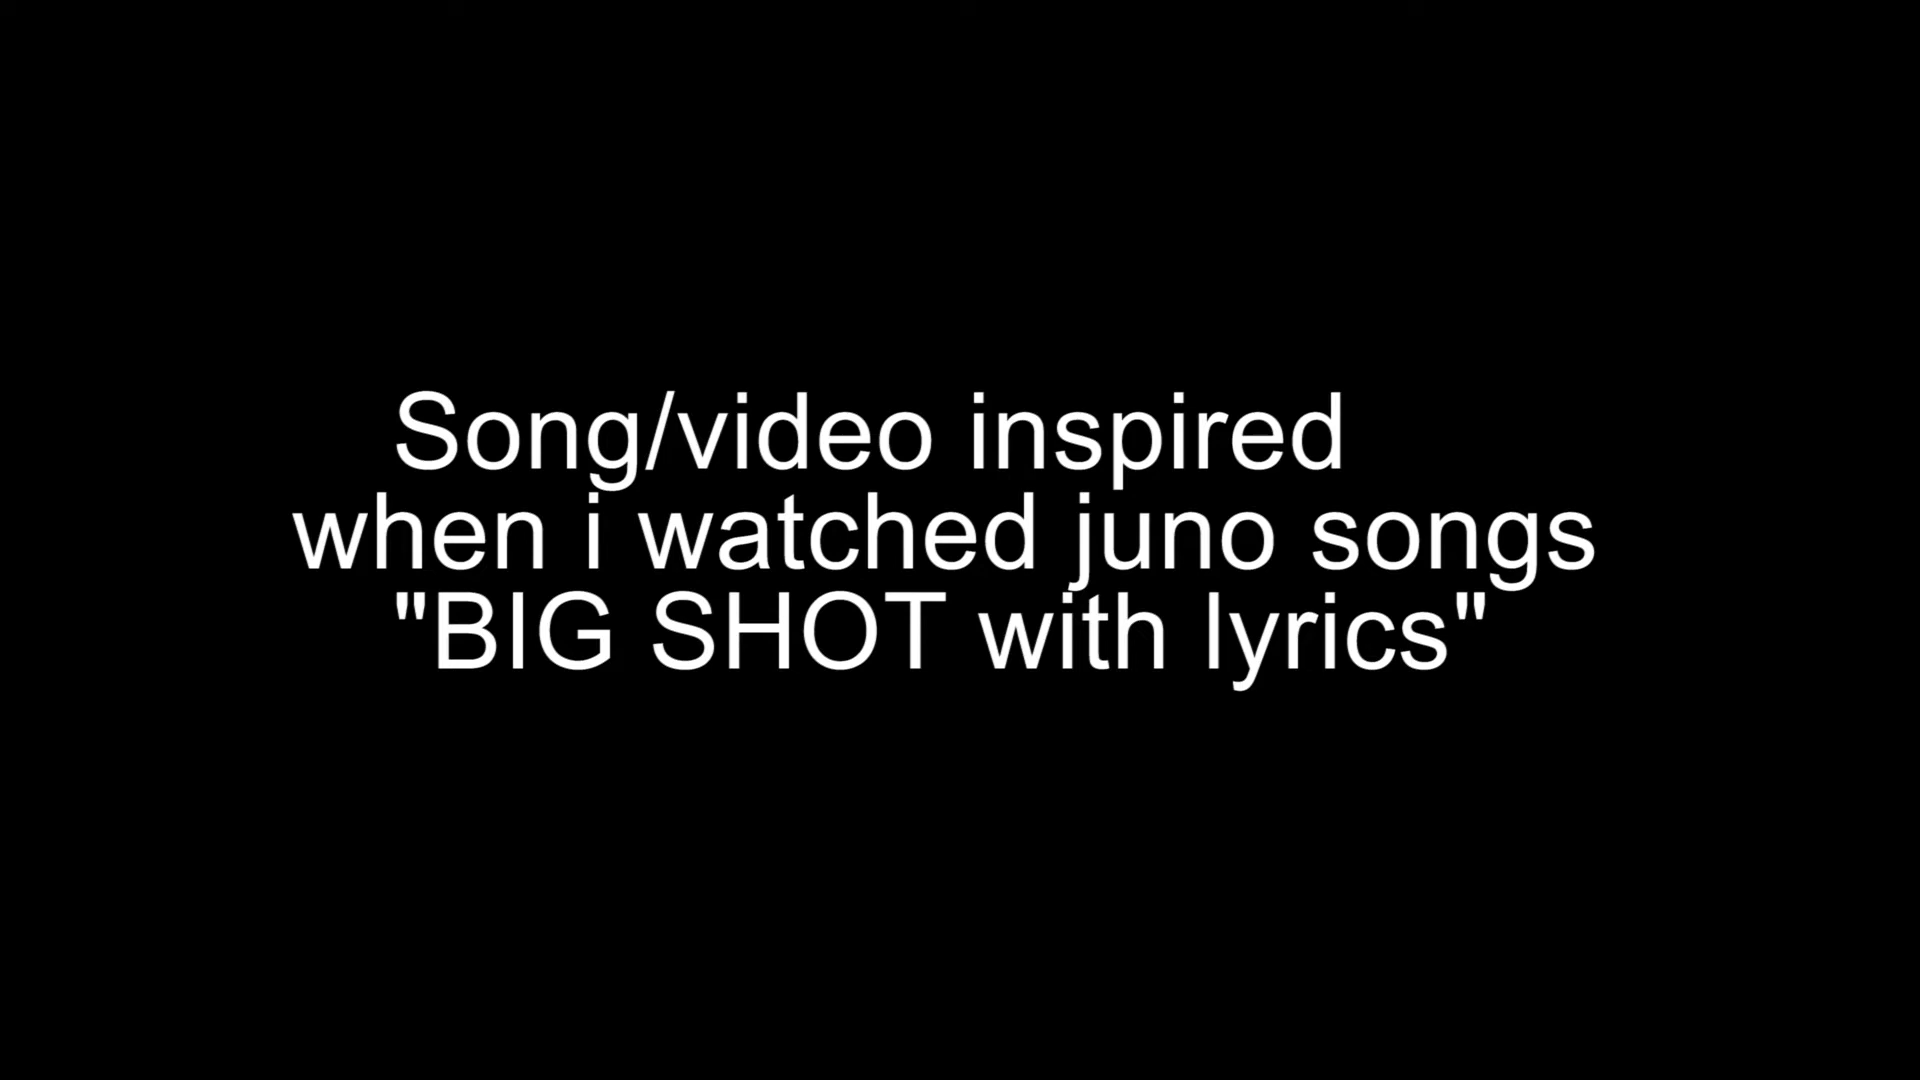 Song/video inspired
when i watched juno songs
"BIG SHOT with lyrics"